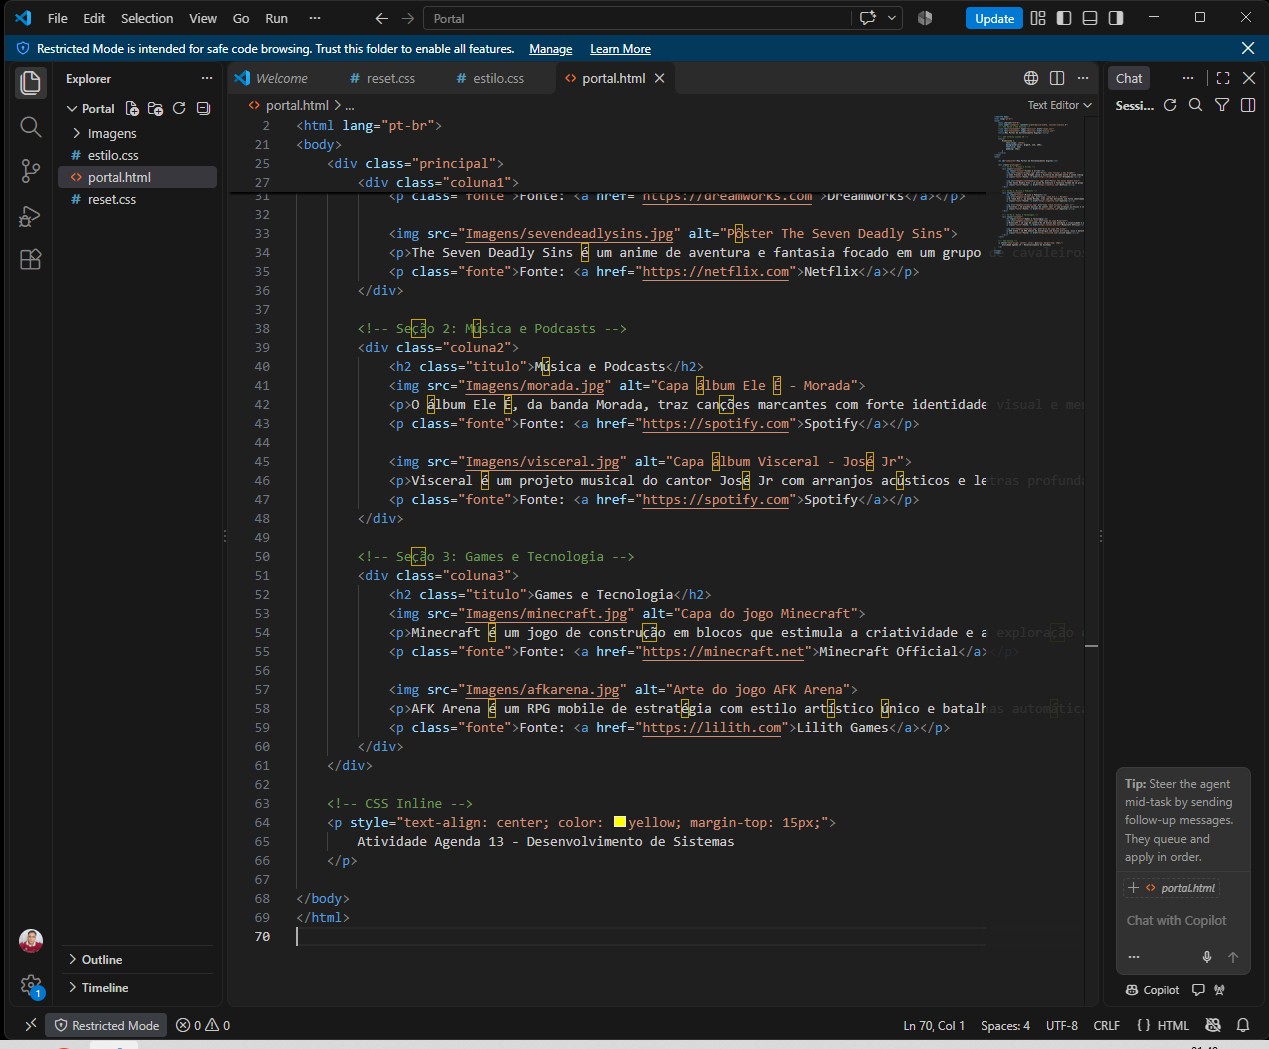 File Edit Selection View Go Run ··· Portal Update
Restricted Mode is intended for safe code browsing. Trust this folder to enable all features. Manage Learn More
Explorer ···
Portal
Imagens
# estilo.css
<> portal.html
# reset.css
Outline
Timeline
Welcome # reset.css # estilo.css <> portal.html
<> portal.html > ... Text Editor
2 <html lang="pt-br">
21 <body>
25 <div class="principal">
27 <div class="coluna1">
31 <p class="fonte">Fonte: <a href="https://dreamworks.com">DreamWorks</a></p>
32
33 <img src="Imagens/sevendeadlysins.jpg" alt="Pôster The Seven Deadly Sins">
34 <p>The Seven Deadly Sins é um anime de aventura e fantasia focado em um grupo de cavaleiros
35 <p class="fonte">Fonte: <a href="https://netflix.com">Netflix</a></p>
36 </div>
37
38 <!-- Seção 2: Música e Podcasts -->
39 <div class="coluna2">
40 <h2 class="titulo">Música e Podcasts</h2>
41 <img src="Imagens/morada.jpg" alt="Capa álbum Ele É - Morada">
42 <p>O álbum Ele É, da banda Morada, traz canções marcantes com forte identidade visual e
43 <p class="fonte">Fonte: <a href="https://spotify.com">Spotify</a></p>
44
45 <img src="Imagens/visceral.jpg" alt="Capa álbum Visceral - José Jr">
46 <p>Visceral é um projeto musical do cantor José Jr com arranjos acústicos e letras
47 <p class="fonte">Fonte: <a href="https://spotify.com">Spotify</a></p>
48 </div>
49
50 <!-- Seção 3: Games e Tecnologia -->
51 <div class="coluna3">
52 <h2 class="titulo">Games e Tecnologia</h2>
53 <img src="Imagens/minecraft.jpg" alt="Capa do jogo Minecraft">
54 <p>Minecraft é um jogo de construção em blocos que estimula a criatividade e a exploração
55 <p class="fonte">Fonte: <a href="https://minecraft.net">Minecraft Official</a></p>
56
57 <img src="Imagens/afkarena.jpg" alt="Arte do jogo AFK Arena">
58 <p>AFK Arena é um RPG mobile de estratégia com estilo artístico único e batalhas
59 <p class="fonte">Fonte: <a href="https://lilith.com">Lilith Games</a></p>
60 </div>
61 </div>
62
63 <!-- CSS Inline -->
64 <p style="text-align: center; color: yellow; margin-top: 15px;">
65 Atividade Agenda 13 - Desenvolvimento de Sistemas
66 </p>
67
68 </body>
69 </html>
70
Chat ···
Sessi...
Tip: Steer the agent
mid-task by sending
follow-up messages.
They queue and
apply in order.
<> portal.html
Chat with Copilot
···
Copilot
1
Restricted Mode 0 0 Ln 70, Col 1 Spaces: 4 UTF-8 CRLF {} HTML